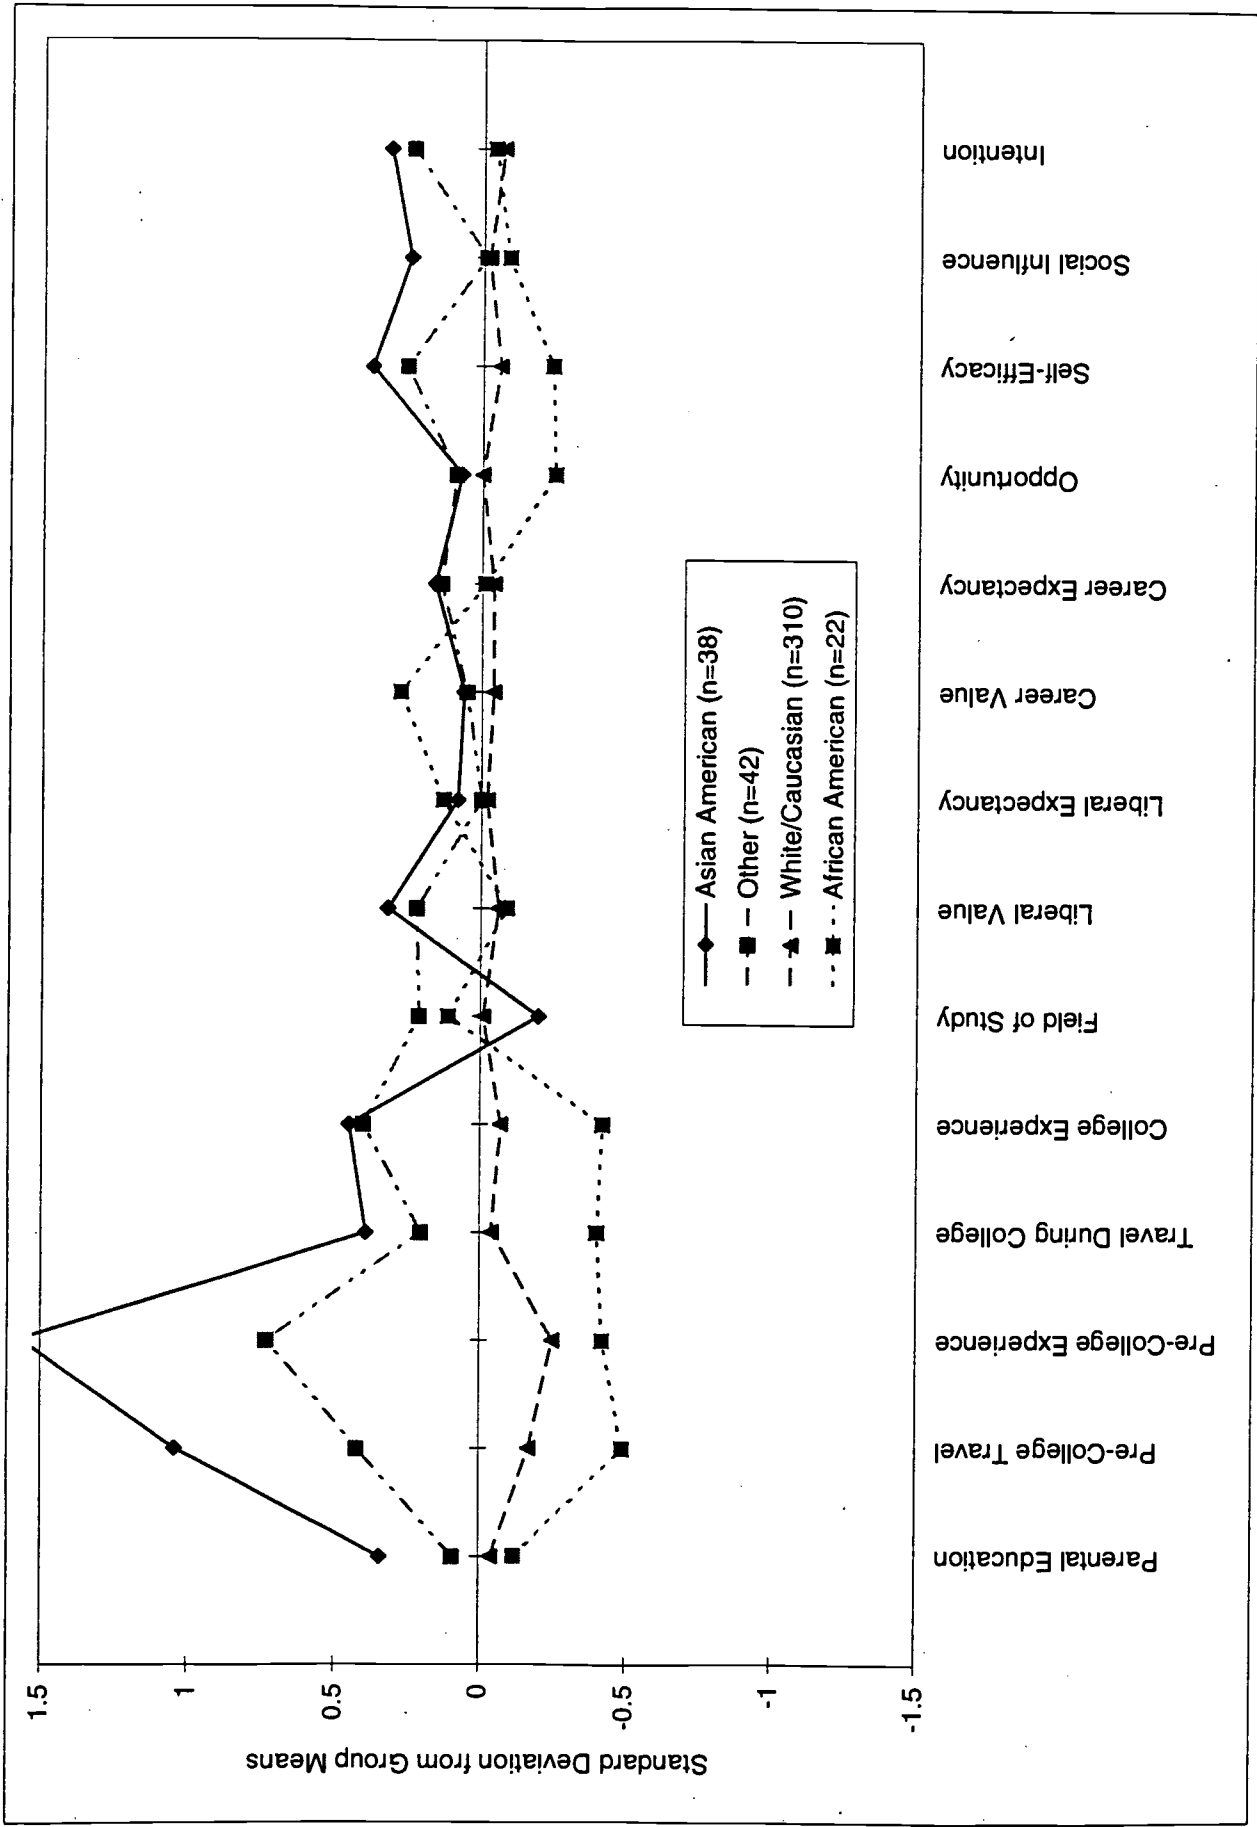 Standard Deviation from Group Means
1.5
1
0.5
0
-0.5
-1
-1.5
Parental Education
Pre-College Travel
Pre-College Experience
Travel During College
College Experience
Field of Study
Liberal Value
Liberal Expectancy
Career Value
Career Expectancy
Opportunity
Self-Efficacy
Social Influence
Intention
Asian American (n=38)
Other (n=42)
White/Caucasian (n=310)
African American (n=22)